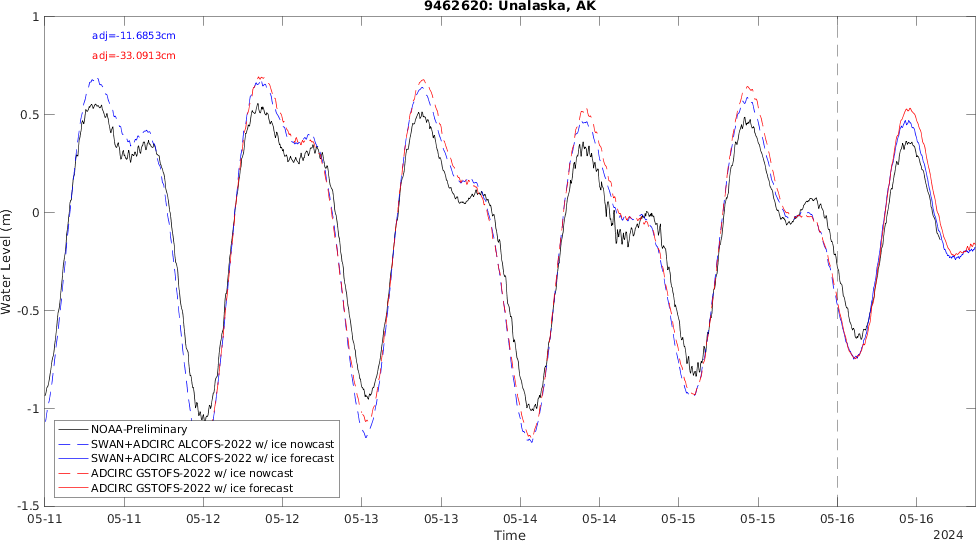 9462620: Unalaska, AK
adj=-11.6853cm
adj=-33.0913cm
Water Level (m)
1
0.5
0
-0.5
-1
-1.5
NOAA-Preliminary
SWAN+ADCIRC ALCOFS-2022 w/ ice nowcast
SWAN+ADCIRC ALCOFS-2022 w/ ice forecast
ADCIRC GSTOFS-2022 w/ ice nowcast
ADCIRC GSTOFS-2022 w/ ice forecast
05-11 05-11 05-12 05-12 05-13 05-13 05-14 05-14 05-15 05-15 05-16 05-16
Time
2024